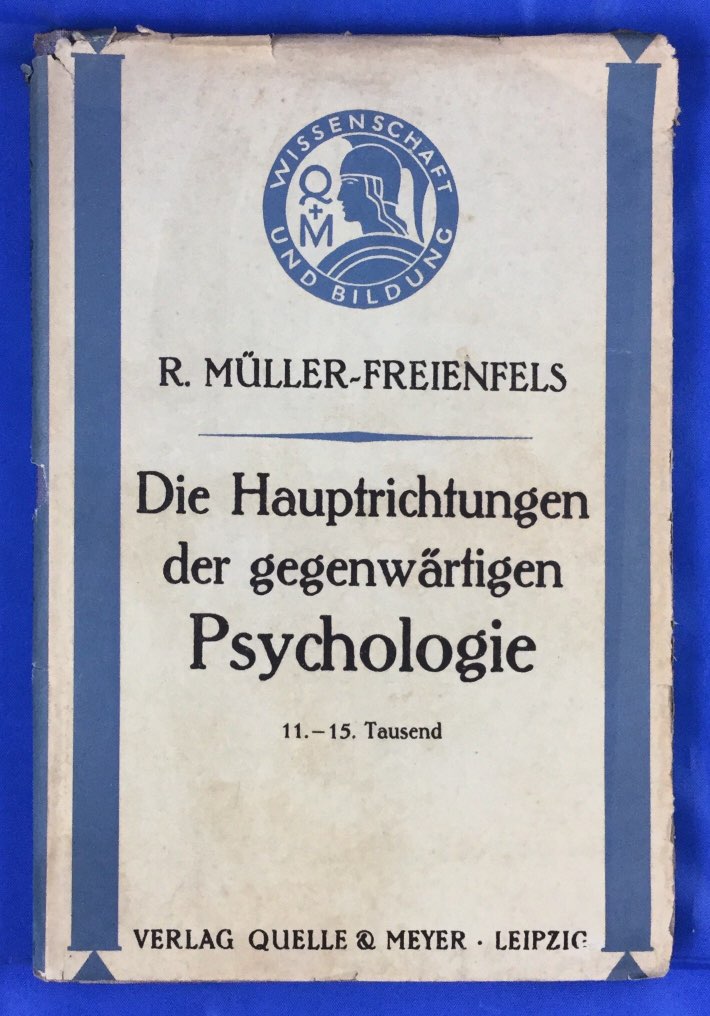 WISSENSCHAFT
UND BILDUNG
Q
+
M
R. MÜLLER-FREIENFELS
Die Hauptrichtungen
der gegenwärtigen
Psychologie
11.–15. Tausend
VERLAG QUELLE & MEYER · LEIPZIG